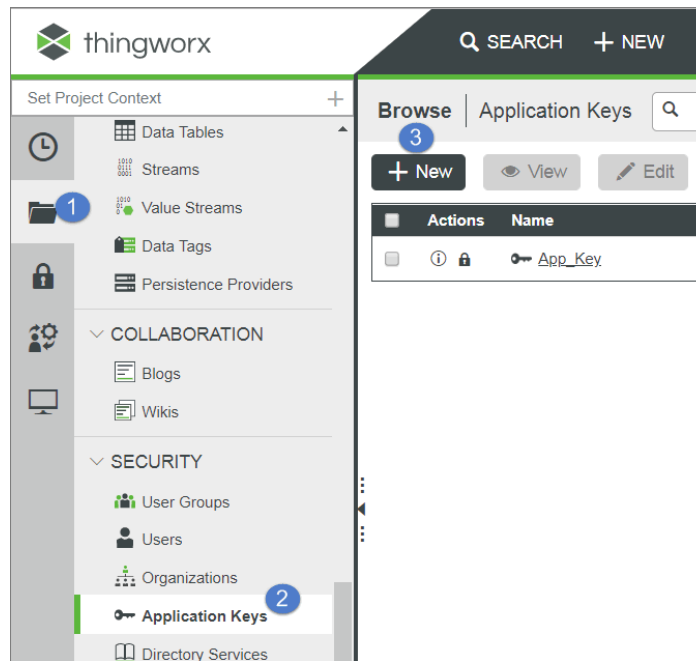 thingworx
SEARCH + NEW
Set Project Context +
Data Tables
Streams
Value Streams
Data Tags
Persistence Providers
COLLABORATION
Blogs
Wikis
SECURITY
User Groups
Users
Organizations
Application Keys
Directory Services
1
2
Browse | Application Keys
3
+ New View Edit
Actions Name
App_Key